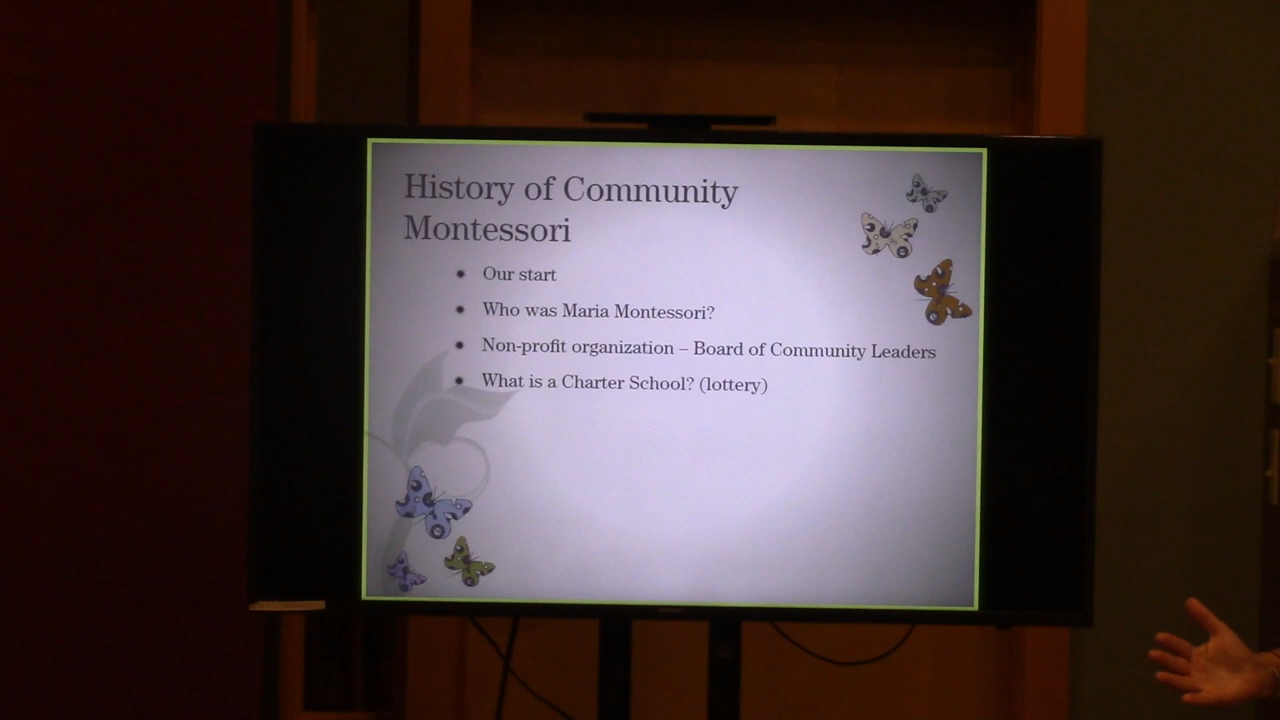 History of Community
Montessori
Our start
Who was Maria Montessori?
Non-profit organization – Board of Community Leaders
What is a Charter School? (lottery)